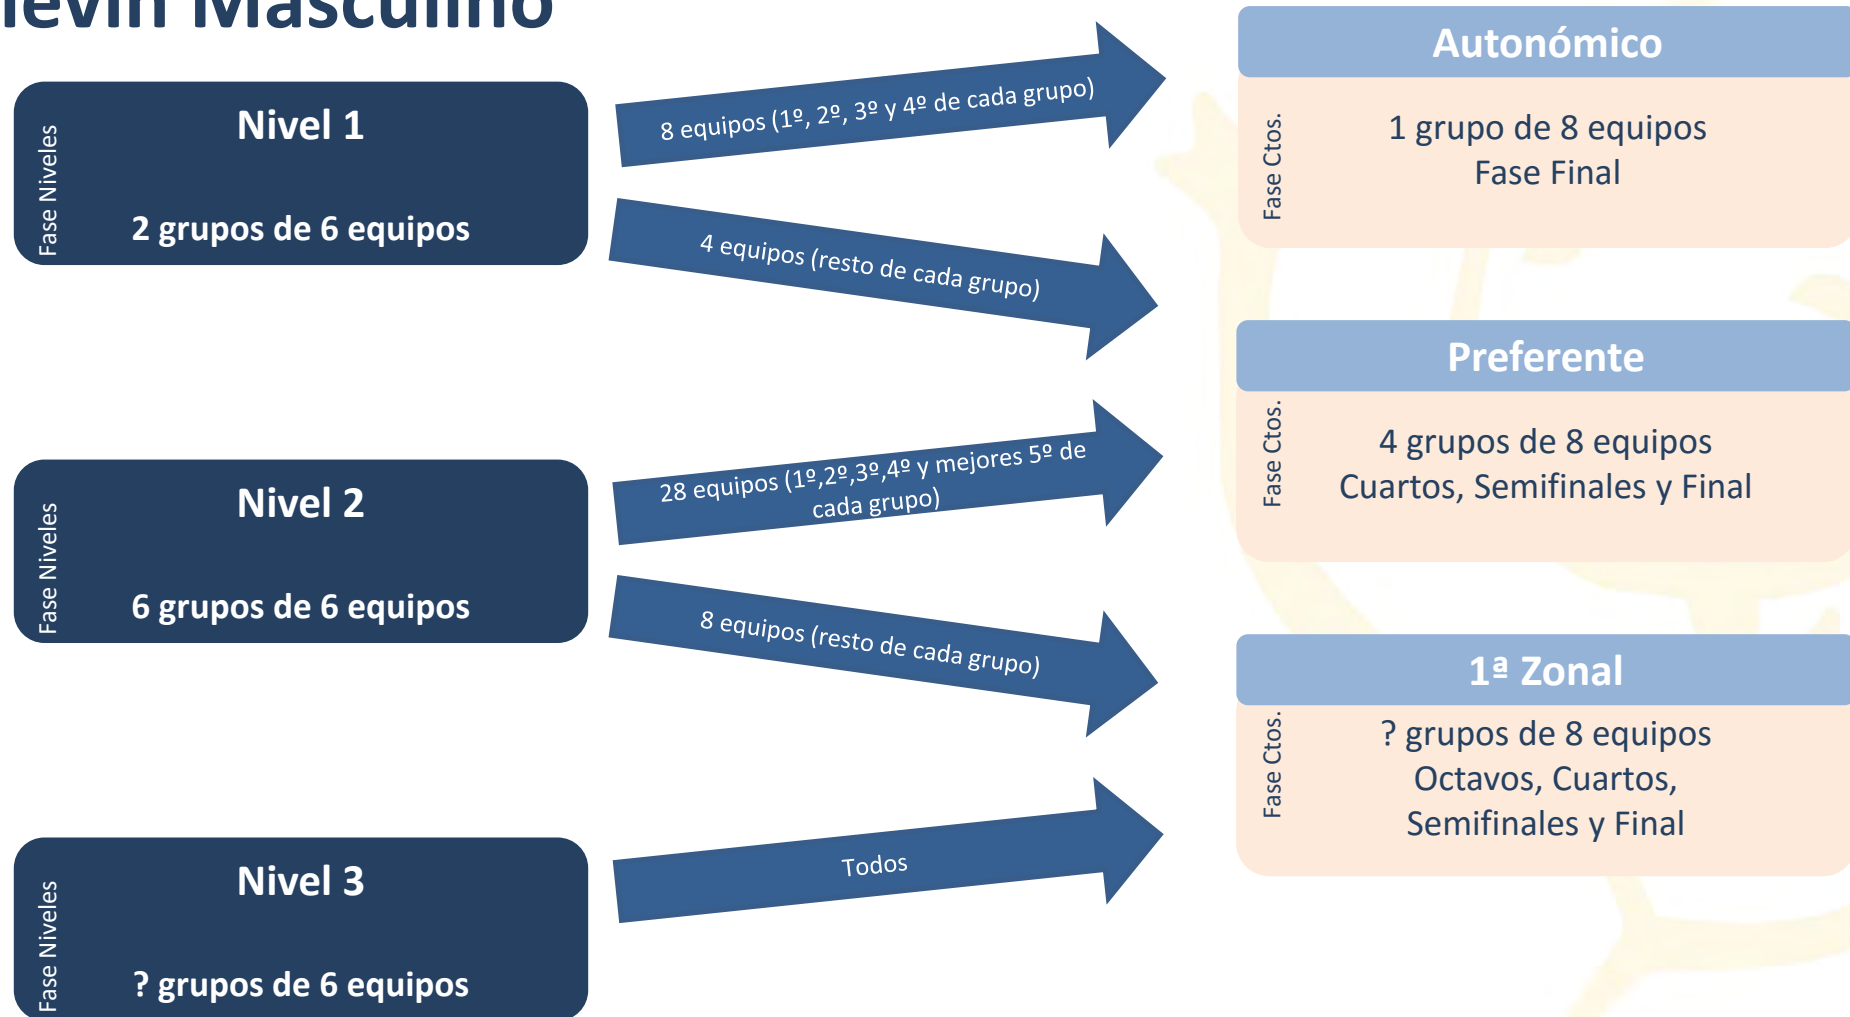 levín Masculino
Nivel 1
Fase Niveles
2 grupos de 6 equipos
8 equipos (1º, 2º, 3º y 4º de cada grupo)
4 equipos (resto de cada grupo)
Autonómico
Fase Ctos.
1 grupo de 8 equipos
Fase Final
Nivel 2
Fase Niveles
6 grupos de 6 equipos
28 equipos (1º,2º,3º,4º y mejores 5º de
cada grupo)
8 equipos (resto de cada grupo)
Preferente
Fase Ctos.
4 grupos de 8 equipos
Cuartos, Semifinales y Final
Nivel 3
Fase Niveles
? grupos de 6 equipos
Todos
1ª Zonal
Fase Ctos.
? grupos de 8 equipos
Octavos, Cuartos,
Semifinales y Final